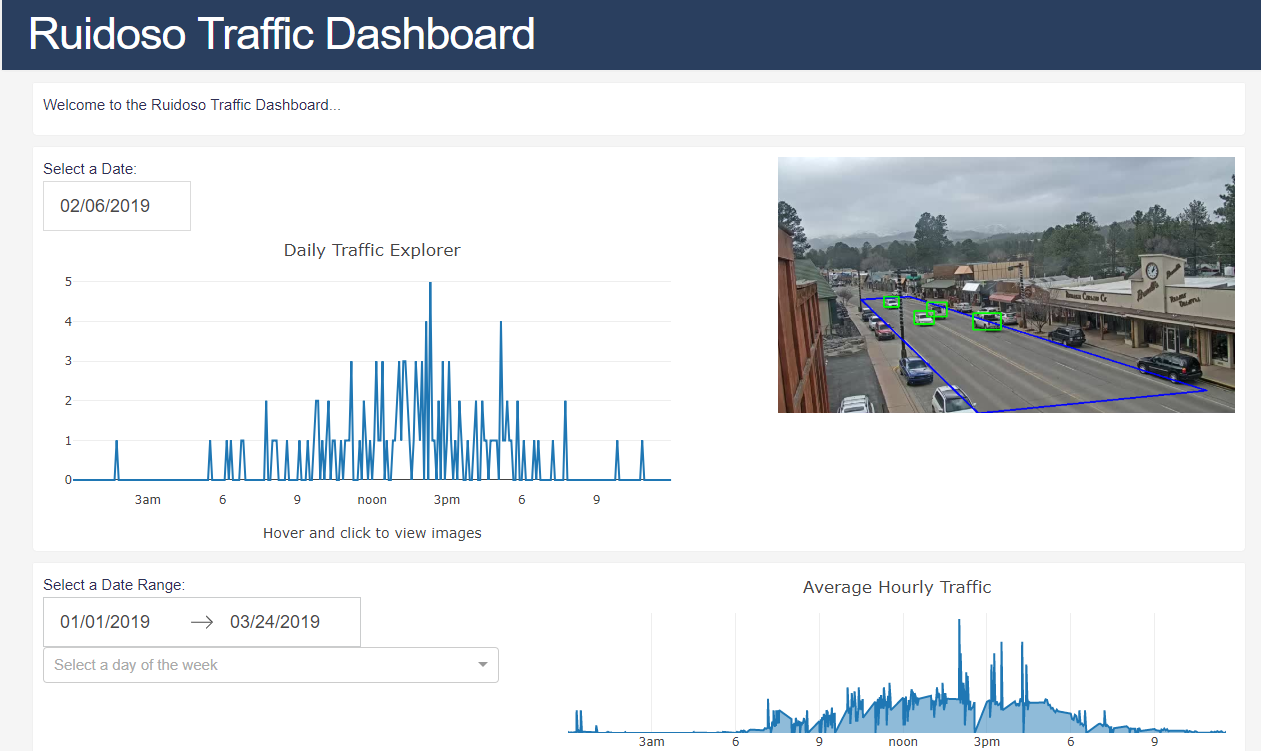 Ruidoso Traffic Dashboard
Welcome to the Ruidoso Traffic Dashboard...
Select a Date:
02/06/2019
Daily Traffic Explorer
5
4
3
2
1
0
3am 6 9 noon 3pm 6 9
Hover and click to view images
Select a Date Range:
01/01/2019 → 03/24/2019
Select a day of the week
Average Hourly Traffic
3am 6 9 noon 3pm 6 9